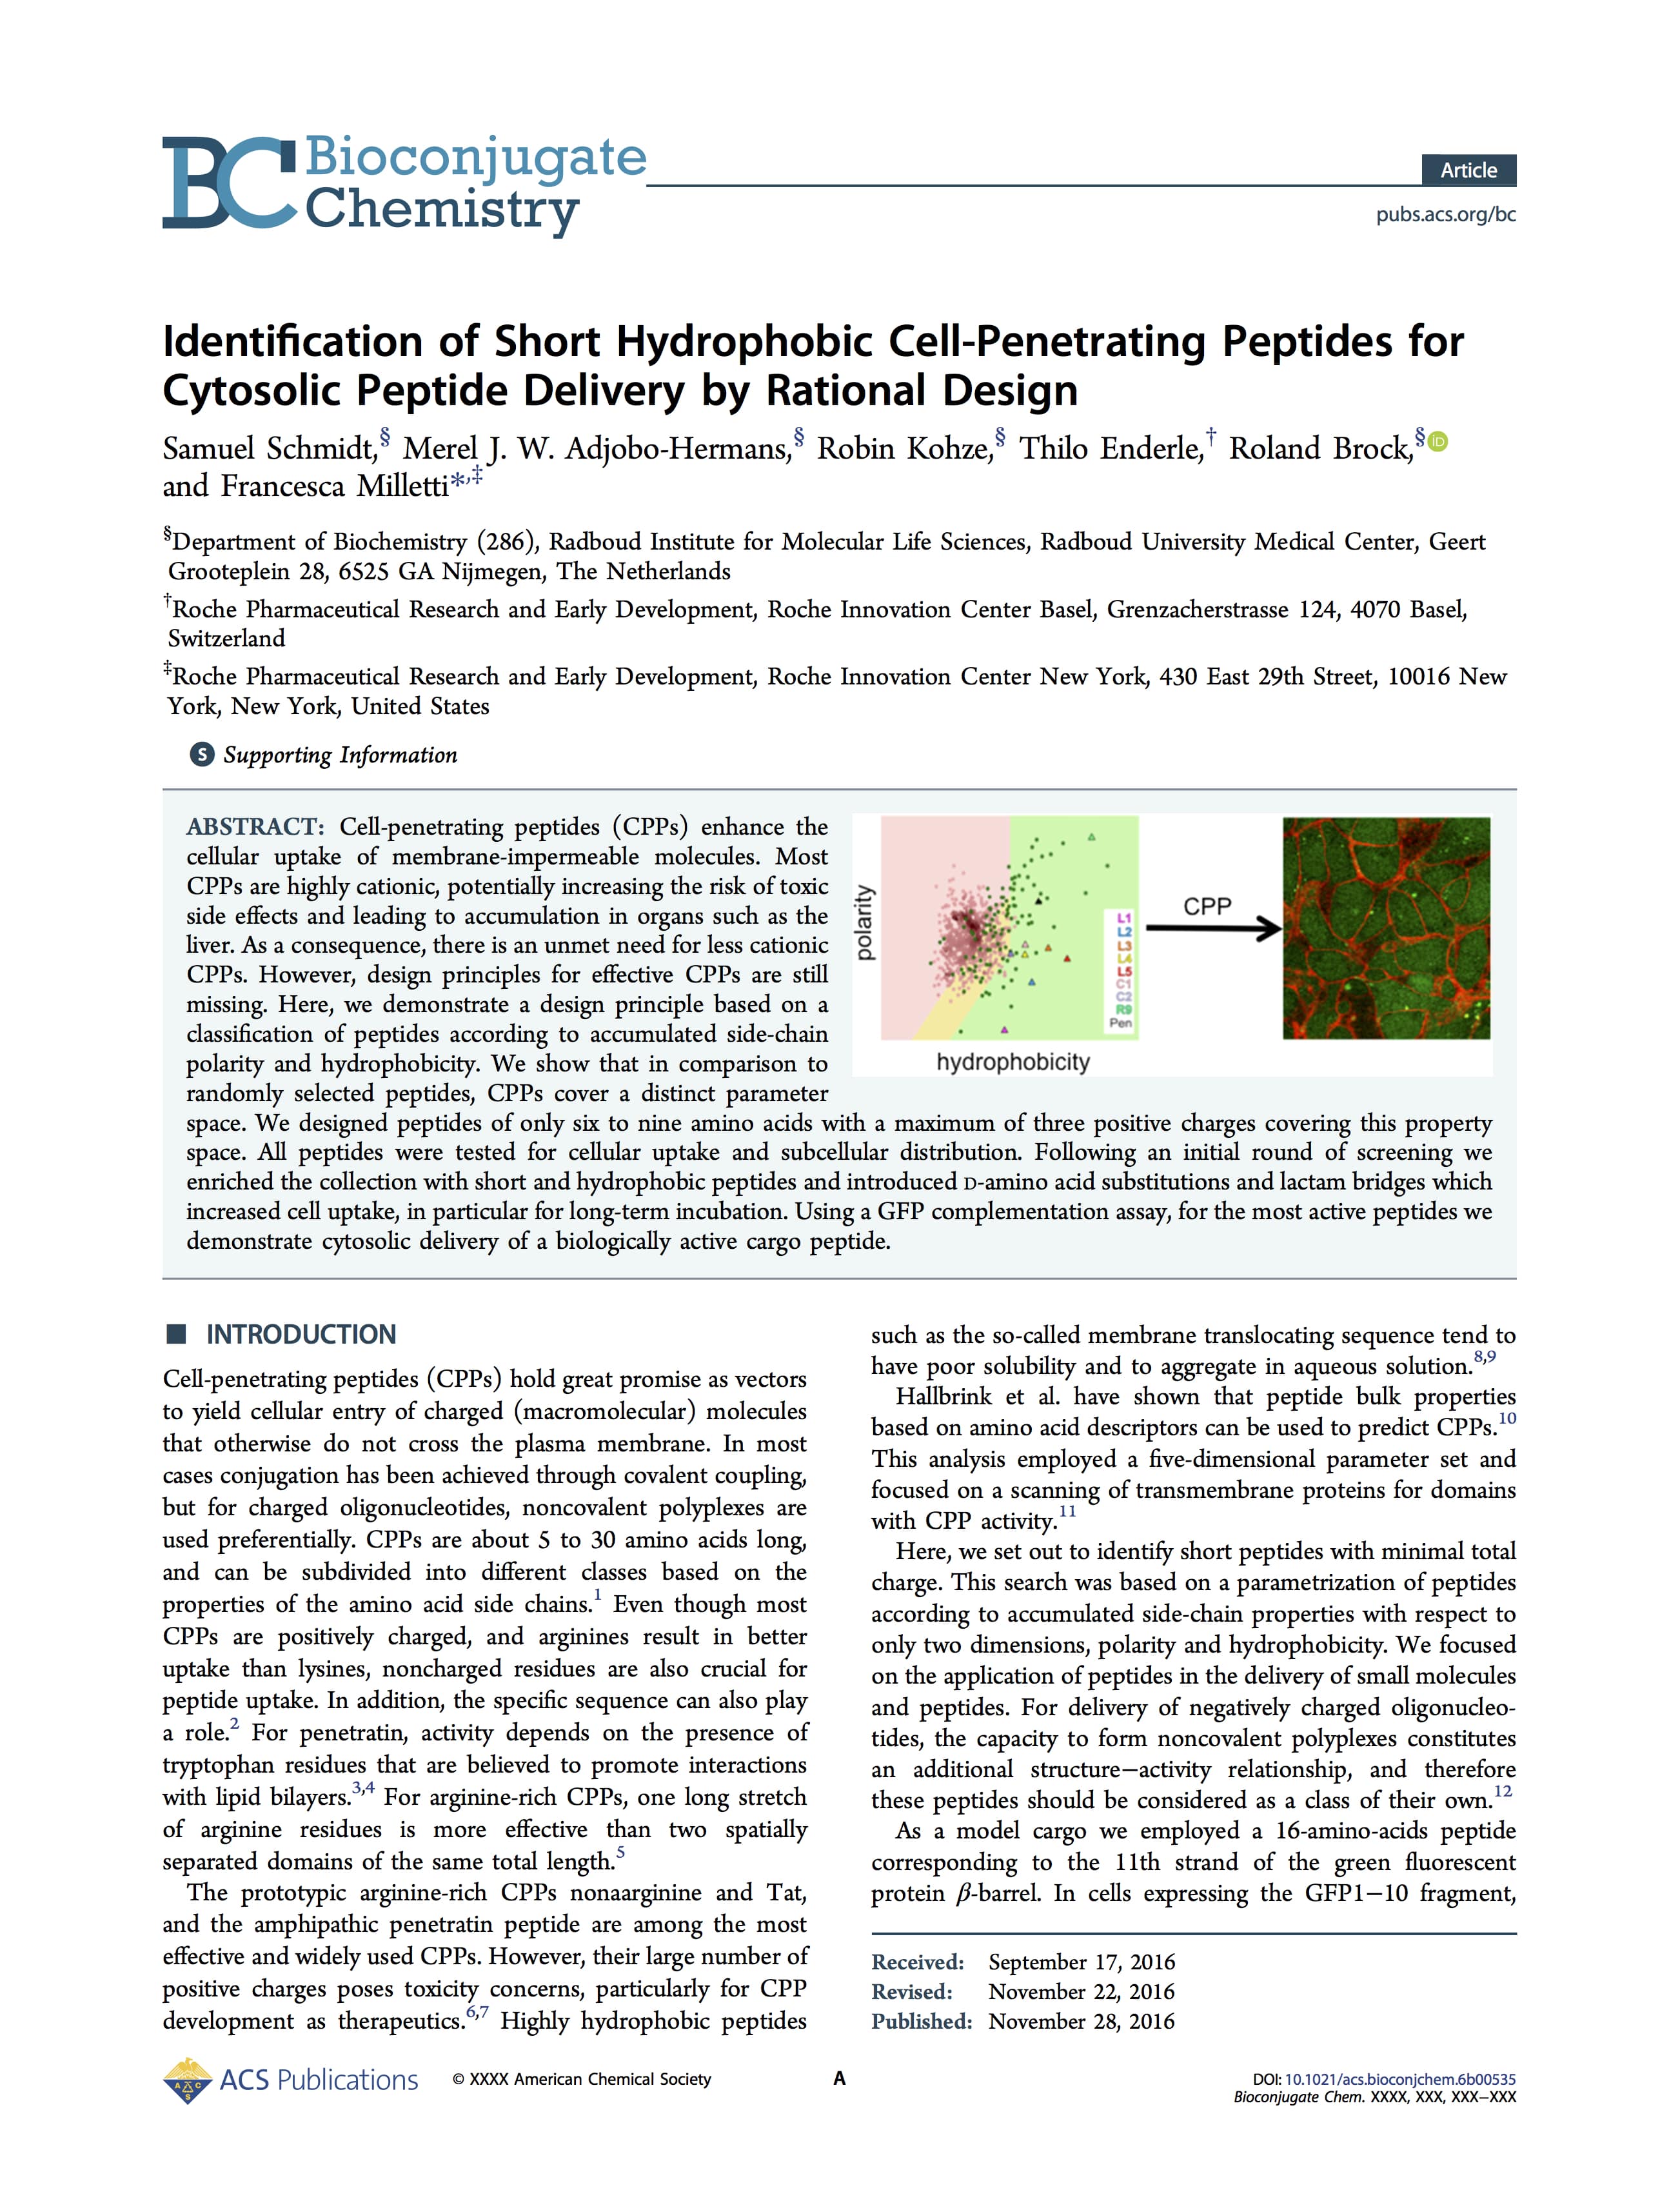 BC Bioconjugate
Chemistry
Article
pubs.acs.org/bc
Identification of Short Hydrophobic Cell-Penetrating Peptides for
Cytosolic Peptide Delivery by Rational Design
Samuel Schmidt,§ Merel J. W. Adjobo-Hermans,§ Robin Kohze,§ Thilo Enderle,† Roland Brock,§ iD
and Francesca Milletti*,‡
§Department of Biochemistry (286), Radboud Institute for Molecular Life Sciences, Radboud University Medical Center, Geert
Grooteplein 28, 6525 GA Nijmegen, The Netherlands
†Roche Pharmaceutical Research and Early Development, Roche Innovation Center Basel, Grenzacherstrasse 124, 4070 Basel,
Switzerland
‡Roche Pharmaceutical Research and Early Development, Roche Innovation Center New York, 430 East 29th Street, 10016 New
York, New York, United States
S Supporting Information
ABSTRACT: Cell-penetrating peptides (CPPs) enhance the
cellular uptake of membrane-impermeable molecules. Most
CPPs are highly cationic, potentially increasing the risk of toxic
side effects and leading to accumulation in organs such as the
liver. As a consequence, there is an unmet need for less cationic
CPPs. However, design principles for effective CPPs are still
missing. Here, we demonstrate a design principle based on a
classification of peptides according to accumulated side-chain
polarity and hydrophobicity. We show that in comparison to
randomly selected peptides, CPPs cover a distinct parameter
space. We designed peptides of only six to nine amino acids with a maximum of three positive charges covering this property
space. All peptides were tested for cellular uptake and subcellular distribution. Following an initial round of screening we
enriched the collection with short and hydrophobic peptides and introduced D-amino acid substitutions and lactam bridges which
increased cell uptake, in particular for long-term incubation. Using a GFP complementation assay, for the most active peptides we
demonstrate cytosolic delivery of a biologically active cargo peptide.
polarity
hydrophobicity
L1
L2
L3
L4
L5
C1
C2
R9
Pen
CPP
■ INTRODUCTION
Cell-penetrating peptides (CPPs) hold great promise as vectors
to yield cellular entry of charged (macromolecular) molecules
that otherwise do not cross the plasma membrane. In most
cases conjugation has been achieved through covalent coupling,
but for charged oligonucleotides, noncovalent polyplexes are
used preferentially. CPPs are about 5 to 30 amino acids long,
and can be subdivided into different classes based on the
properties of the amino acid side chains.1 Even though most
CPPs are positively charged, and arginines result in better
uptake than lysines, noncharged residues are also crucial for
peptide uptake. In addition, the specific sequence can also play
a role.2 For penetratin, activity depends on the presence of
tryptophan residues that are believed to promote interactions
with lipid bilayers.3,4 For arginine-rich CPPs, one long stretch
of arginine residues is more effective than two spatially
separated domains of the same total length.5
The prototypic arginine-rich CPPs nonaarginine and Tat,
and the amphipathic penetratin peptide are among the most
effective and widely used CPPs. However, their large number of
positive charges poses toxicity concerns, particularly for CPP
development as therapeutics.6,7 Highly hydrophobic peptides
such as the so-called membrane translocating sequence tend to
have poor solubility and to aggregate in aqueous solution.8,9
Hallbrink et al. have shown that peptide bulk properties
based on amino acid descriptors can be used to predict CPPs.10
This analysis employed a five-dimensional parameter set and
focused on a scanning of transmembrane proteins for domains
with CPP activity.11
Here, we set out to identify short peptides with minimal total
charge. This search was based on a parametrization of peptides
according to accumulated side-chain properties with respect to
only two dimensions, polarity and hydrophobicity. We focused
on the application of peptides in the delivery of small molecules
and peptides. For delivery of negatively charged oligonucleo-
tides, the capacity to form noncovalent polyplexes constitutes
an additional structure−activity relationship, and therefore
these peptides should be considered as a class of their own.12
As a model cargo we employed a 16-amino-acids peptide
corresponding to the 11th strand of the green fluorescent
protein β-barrel. In cells expressing the GFP1−10 fragment,
Received: September 17, 2016
Revised: November 22, 2016
Published: November 28, 2016
ACS Publications
© XXXX American Chemical Society
A
DOI: 10.1021/acs.bioconjchem.6b00535
Bioconjugate Chem. XXXX, XXX, XXX−XXX